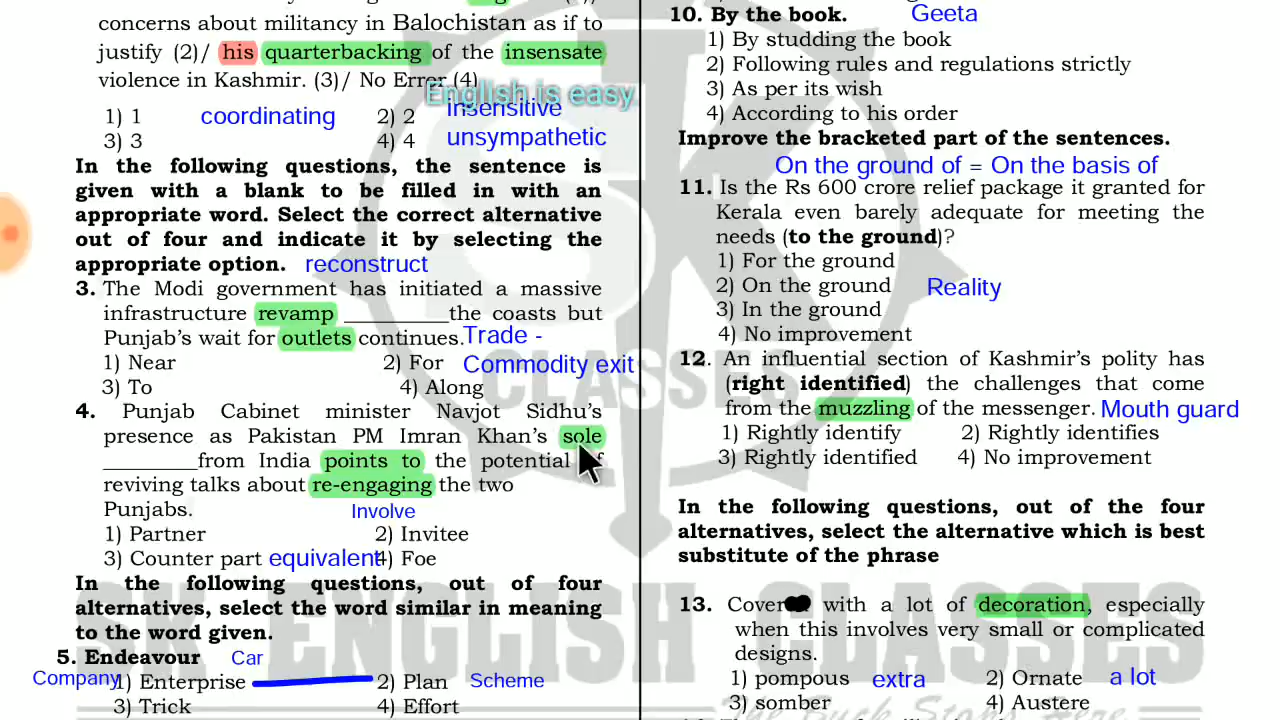 concerns about militancy in Balochistan as if to
justify (2)/ his quarterbacking of the insensate
violence in Kashmir. (3)/ No Error (4)
English is easy.
1) 1 coordinating 2) 2 insensitive
3) 3 4) 4 unsympathetic
In the following questions, the sentence is
given with a blank to be filled in with an
appropriate word. Select the correct alternative
out of four and indicate it by selecting the
appropriate option. reconstruct
3. The Modi government has initiated a massive
infrastructure revamp __________the coasts but
Punjab's wait for outlets continues. Trade -
1) Near 2) For Commodity exit
3) To 4) Along
4. Punjab Cabinet minister Navjot Sidhu's
presence as Pakistan PM Imran Khan's sole
_________from India points to the potential
reviving talks about re-engaging the two
Punjabs. Involve
1) Partner 2) Invitee
3) Counter part equivalent 4) Foe
In the following questions, out of four
alternatives, select the word similar in meaning
to the word given.
5. Endeavour Car
Company 1) Enterprise 2) Plan Scheme
3) Trick 4) Effort
10. By the book. Geeta
1) By studding the book
2) Following rules and regulations strictly
3) As per its wish
4) According to his order
Improve the bracketed part of the sentences.
On the ground of = On the basis of
11. Is the Rs 600 crore relief package it granted for
Kerala even barely adequate for meeting the
needs (to the ground)?
1) For the ground
2) On the ground Reality
3) In the ground
4) No improvement
12. An influential section of Kashmir's polity has
(right identified) the challenges that come
from the muzzling of the messenger. Mouth guard
1) Rightly identify 2) Rightly identifies
3) Rightly identified 4) No improvement
In the following questions, out of the four
alternatives, select the alternative which is best
substitute of the phrase
13. Cover with a lot of decoration, especially
when this involves very small or complicated
designs.
1) pompous extra 2) Ornate a lot
3) somber 4) Austere
SK ENGLISH CLASSES
CLASSES
The Buck Stops Here